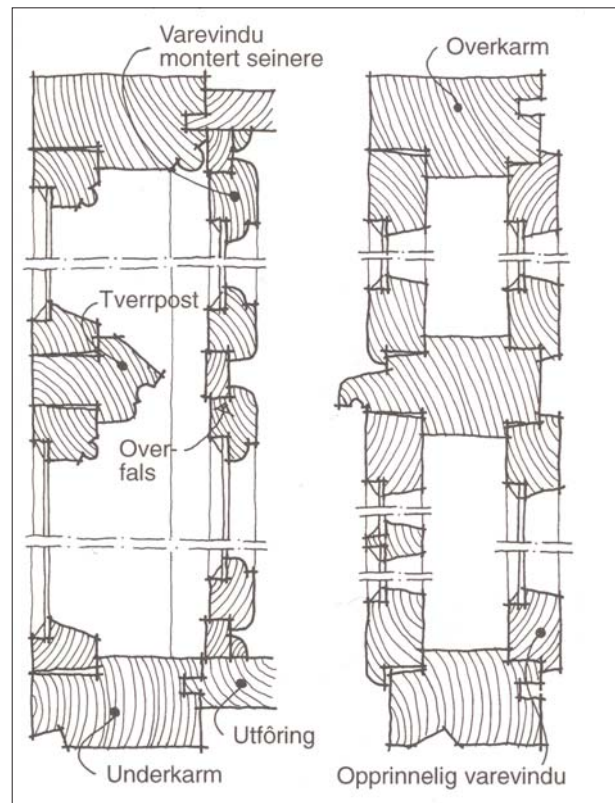 Varevindu
montert seinere
Overkarm
Tverrpost
Over-
fals
Utfôring
Underkarm
Opprinnelig varevindu